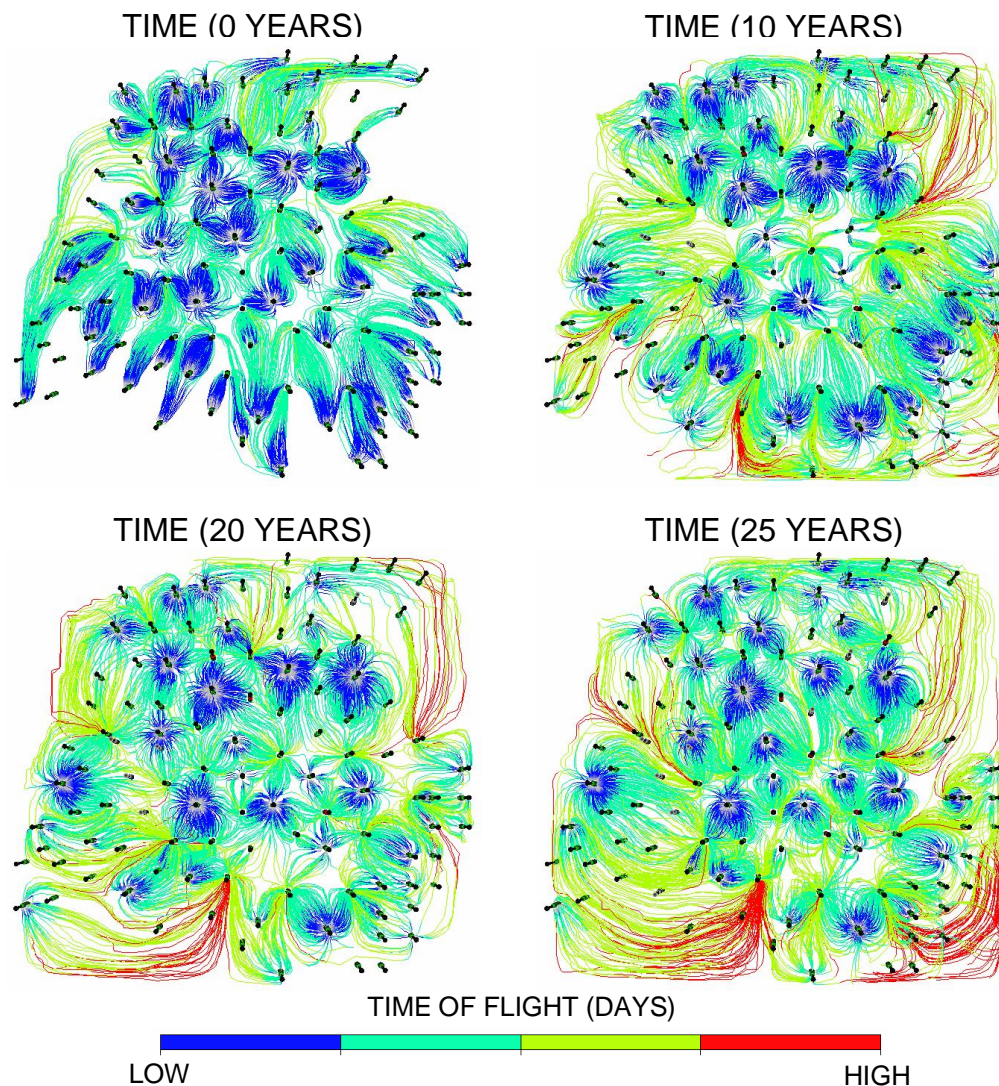 TIME (0 YEARS)
TIME (10 YEARS)
TIME (20 YEARS)
TIME (25 YEARS)
TIME OF FLIGHT (DAYS)
LOW
HIGH